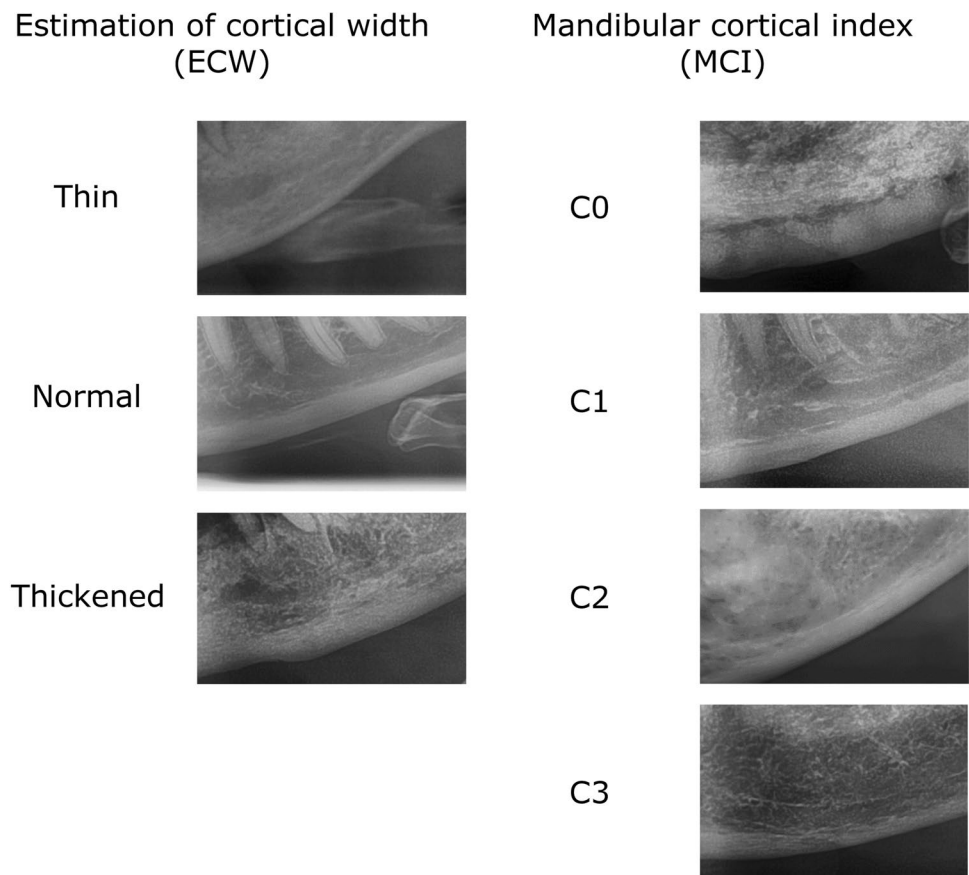 Estimation of cortical width
(ECW)
Thin
Normal
Thickened
Mandibular cortical index
(MCI)
C0
C1
C2
C3